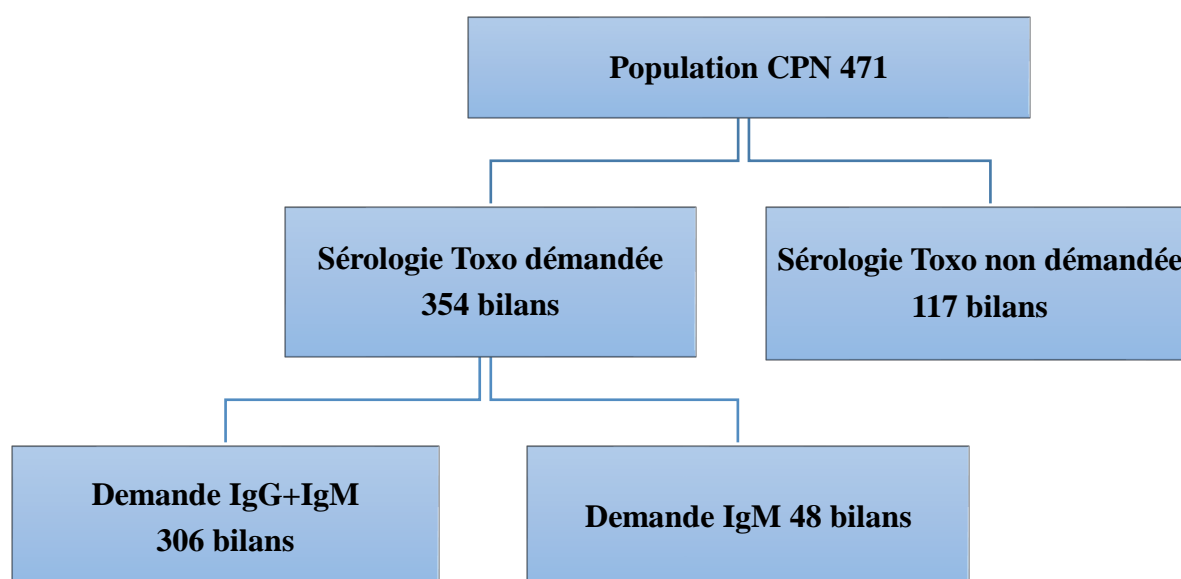 Population CPN 471
Sérologie Toxo démandée
354 bilans
Sérologie Toxo non démandée
117 bilans
Demande IgG+IgM
306 bilans
Demande IgM 48 bilans